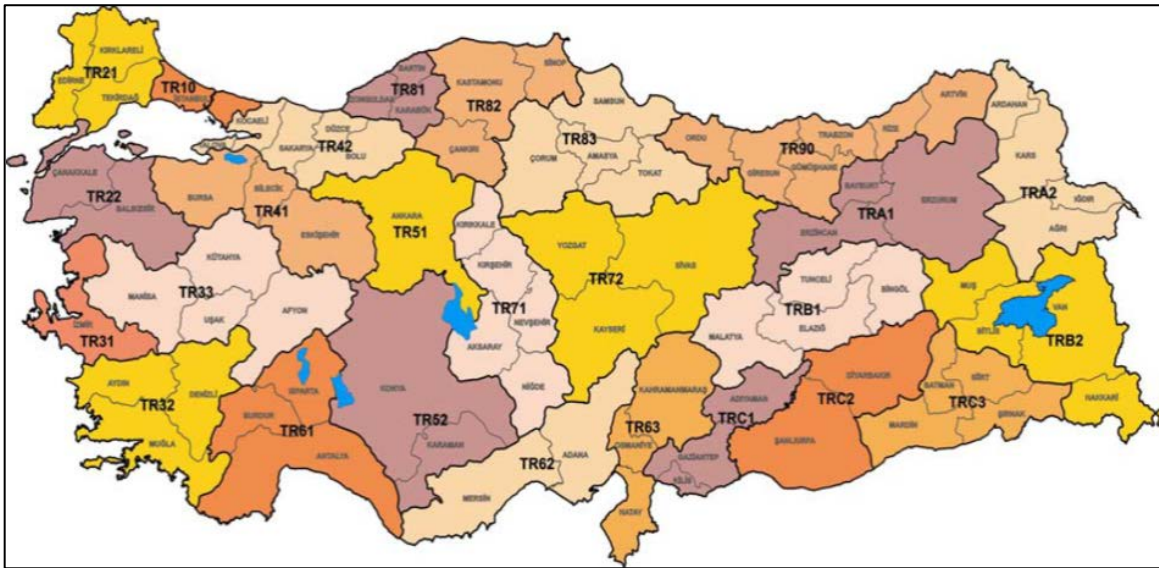 KIRKLARELİ
TR21
EDİRNE
TEKİRDAĞ
TR10
İSTANBUL
BARTIN
TR81
ZONGULDAK
KARABÜK
KASTAMONU
SİNOP
TR82
ÇANKIRI
KOCAELİ
YALOVA
SAKARYA
DÜZCE
TR42
BOLU
SAMSUN
TR83
ÇORUM
AMASYA
TOKAT
ORDU
GİRESUN
TR90
TRABZON
GÜMÜŞHANE
RİZE
ARTVİN
ARDAHAN
KARS
TRA2
IĞDIR
AĞRI
BAYBURT
TRA1
ERZURUM
ERZİNCAN
ÇANAKKALE
TR22
BALIKESİR
BURSA
BİLECİK
TR41
ESKİŞEHİR
ANKARA
TR51
KIRIKKALE
KIRŞEHİR
TR71
NEVŞEHİR
AKSARAY
NİĞDE
YOZGAT
TR72
SİVAS
KAYSERİ
TUNCELİ
BİNGÖL
TRB1
MALATYA
ELAZIĞ
MUŞ
BİTLİS
VAN
TRB2
HAKKARİ
KÜTAHYA
MANİSA
TR33
UŞAK
AFYON
İZMİR
TR31
AYDIN
DENİZLİ
TR32
MUĞLA
ISPARTA
BURDUR
TR61
ANTALYA
KONYA
TR52
KARAMAN
TR62
ADANA
MERSİN
KAHRAMANMARAŞ
TR63
OSMANİYE
HATAY
ADIYAMAN
TRC1
GAZİANTEP
KİLİS
DİYARBAKIR
TRC2
ŞANLIURFA
BATMAN
SİİRT
TRC3
MARDİN
ŞIRNAK